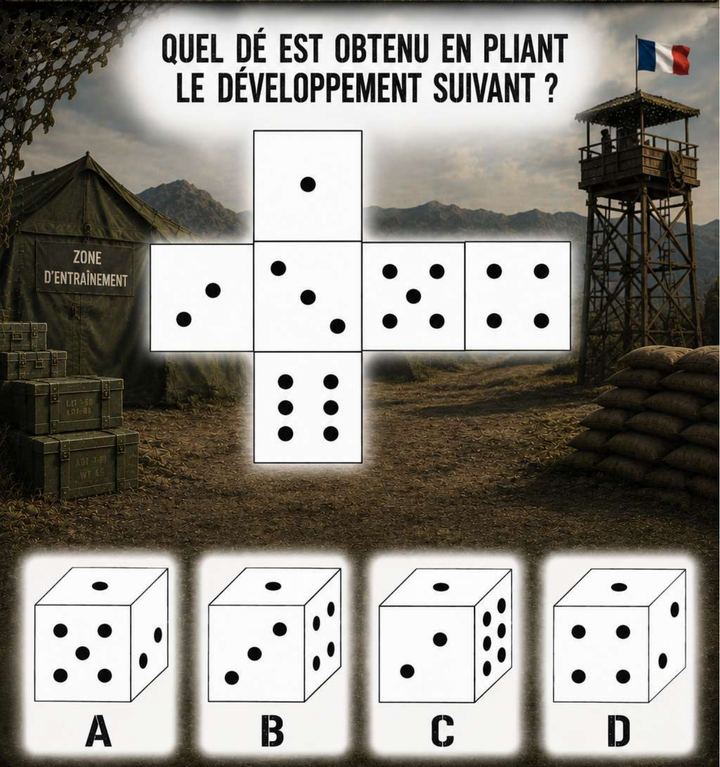 QUEL DÉ EST OBTENU EN PLIANT
LE DÉVELOPPEMENT SUIVANT ?
ZONE
D'ENTRAÎNEMENT
A
B
C
D